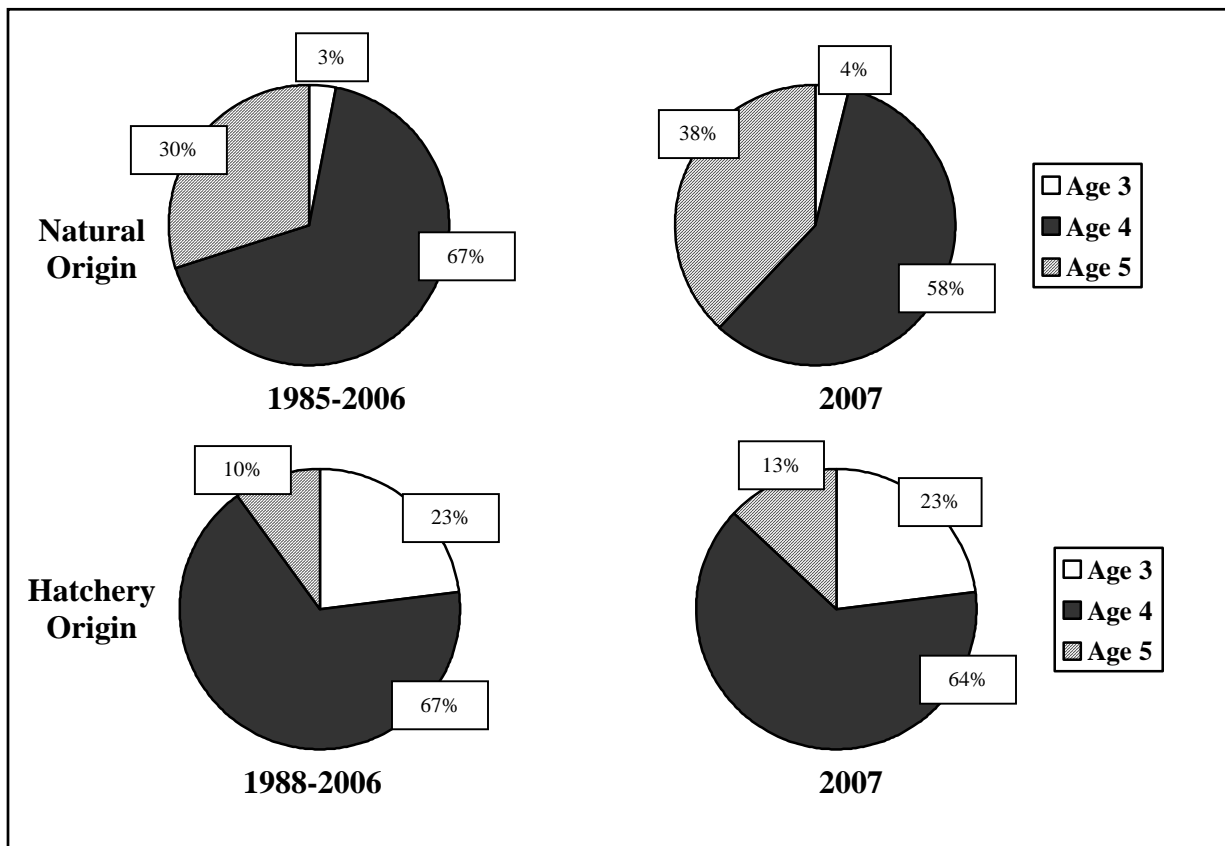 3%
30%
67%
Natural
Origin
1985-2006
4%
38%
58%
2007
Age 3
Age 4
Age 5
10%
23%
67%
Hatchery
Origin
1988-2006
13%
23%
64%
2007
Age 3
Age 4
Age 5